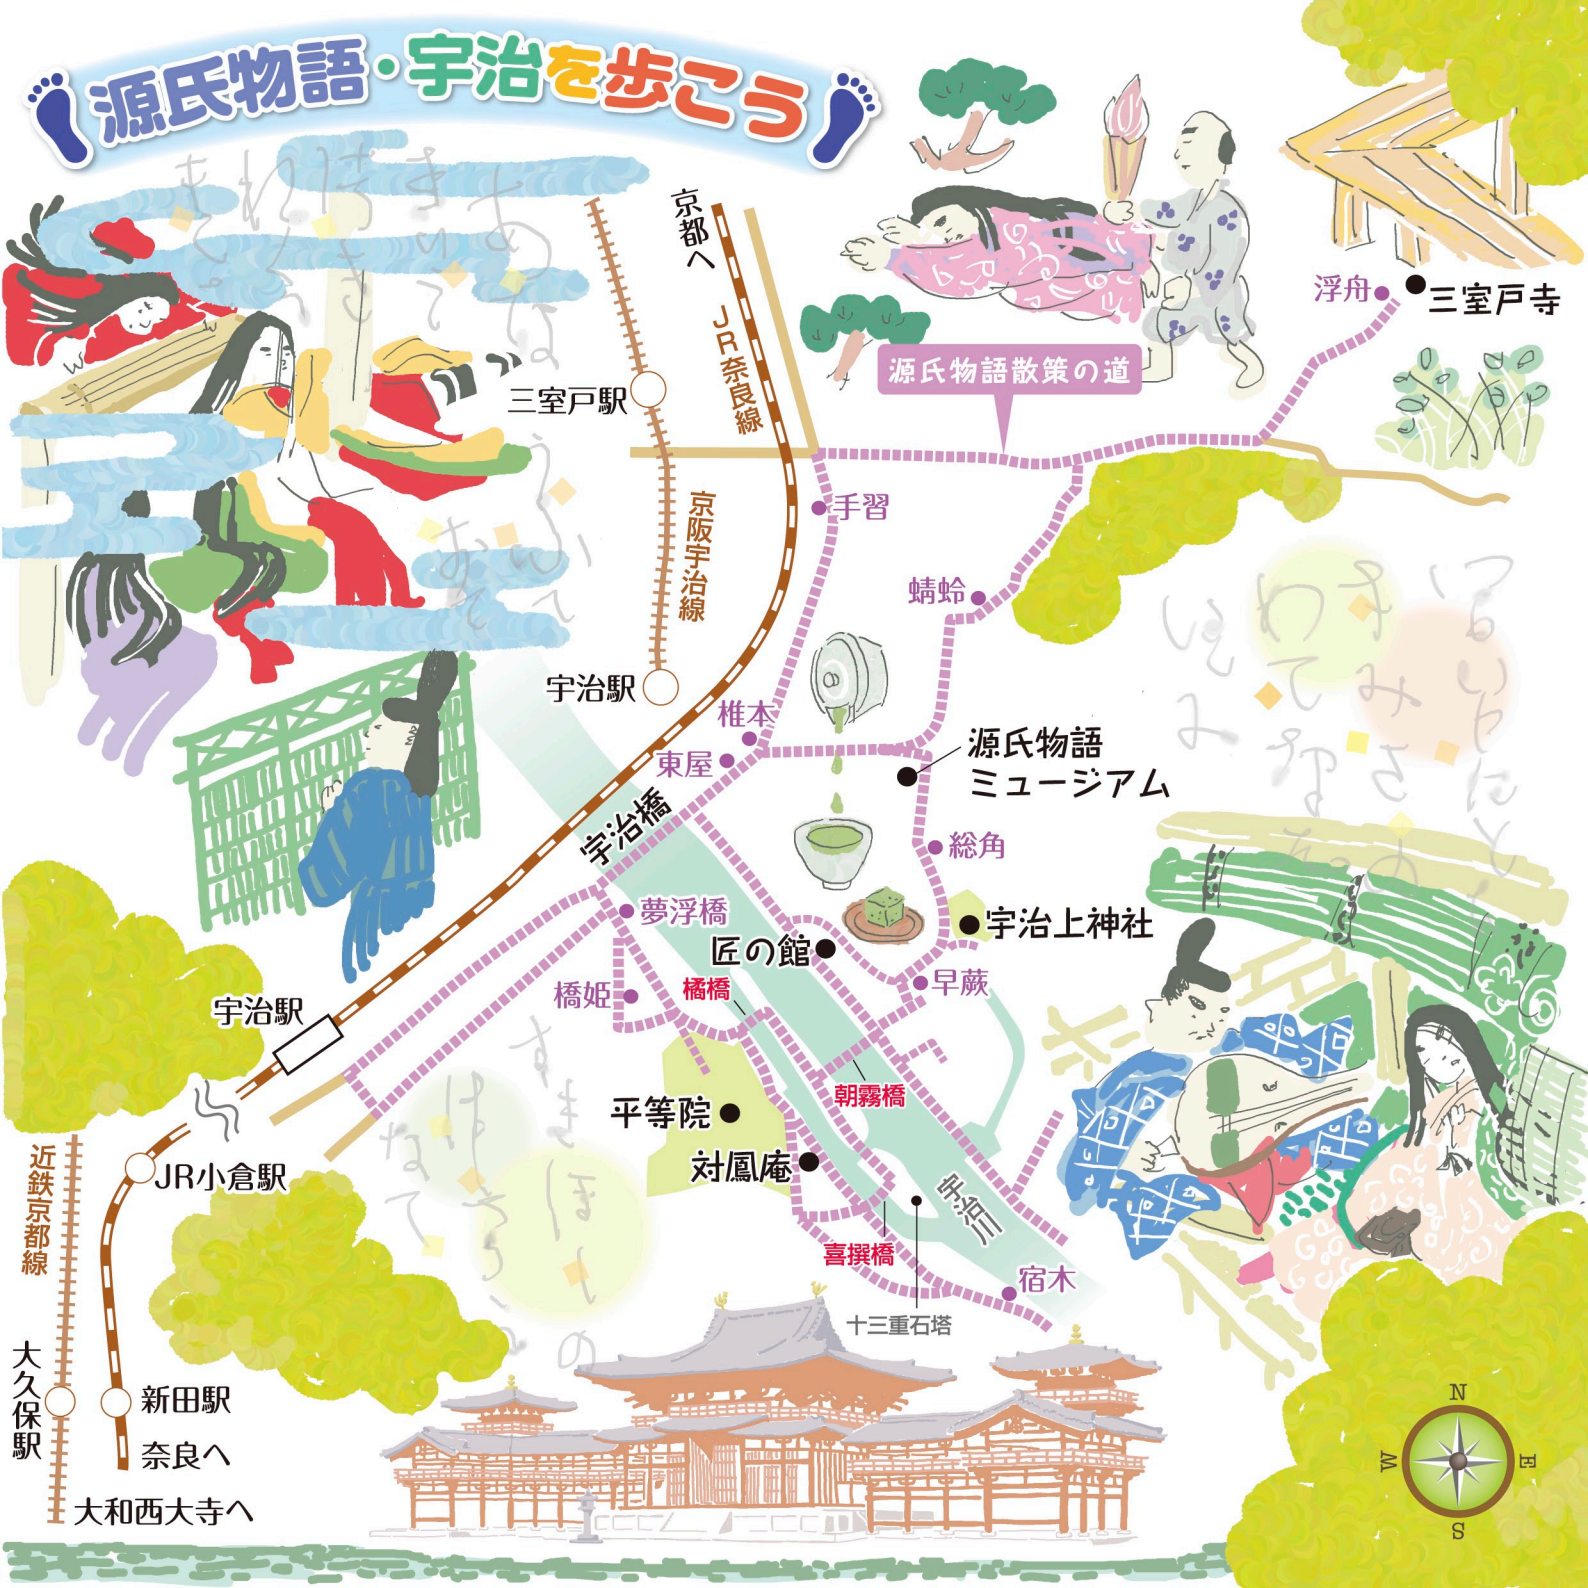 源氏物語・宇治を歩こう
京都へ
JR奈良線
三室戸駅
京阪宇治線
宇治駅
源氏物語散策の道
浮舟
三室戸寺
手習
蜻蛉
椎本
東屋
宇治橋
源氏物語
ミュージアム
総角
夢浮橋
匠の館
宇治上神社
橋姫
橘橋
早蕨
宇治駅
朝霧橋
平等院
対鳳庵
宇治川
喜撰橋
宿木
十三重石塔
近鉄京都線
JR小倉駅
大久保駅
新田駅
奈良へ
大和西大寺へ
N
W
E
S